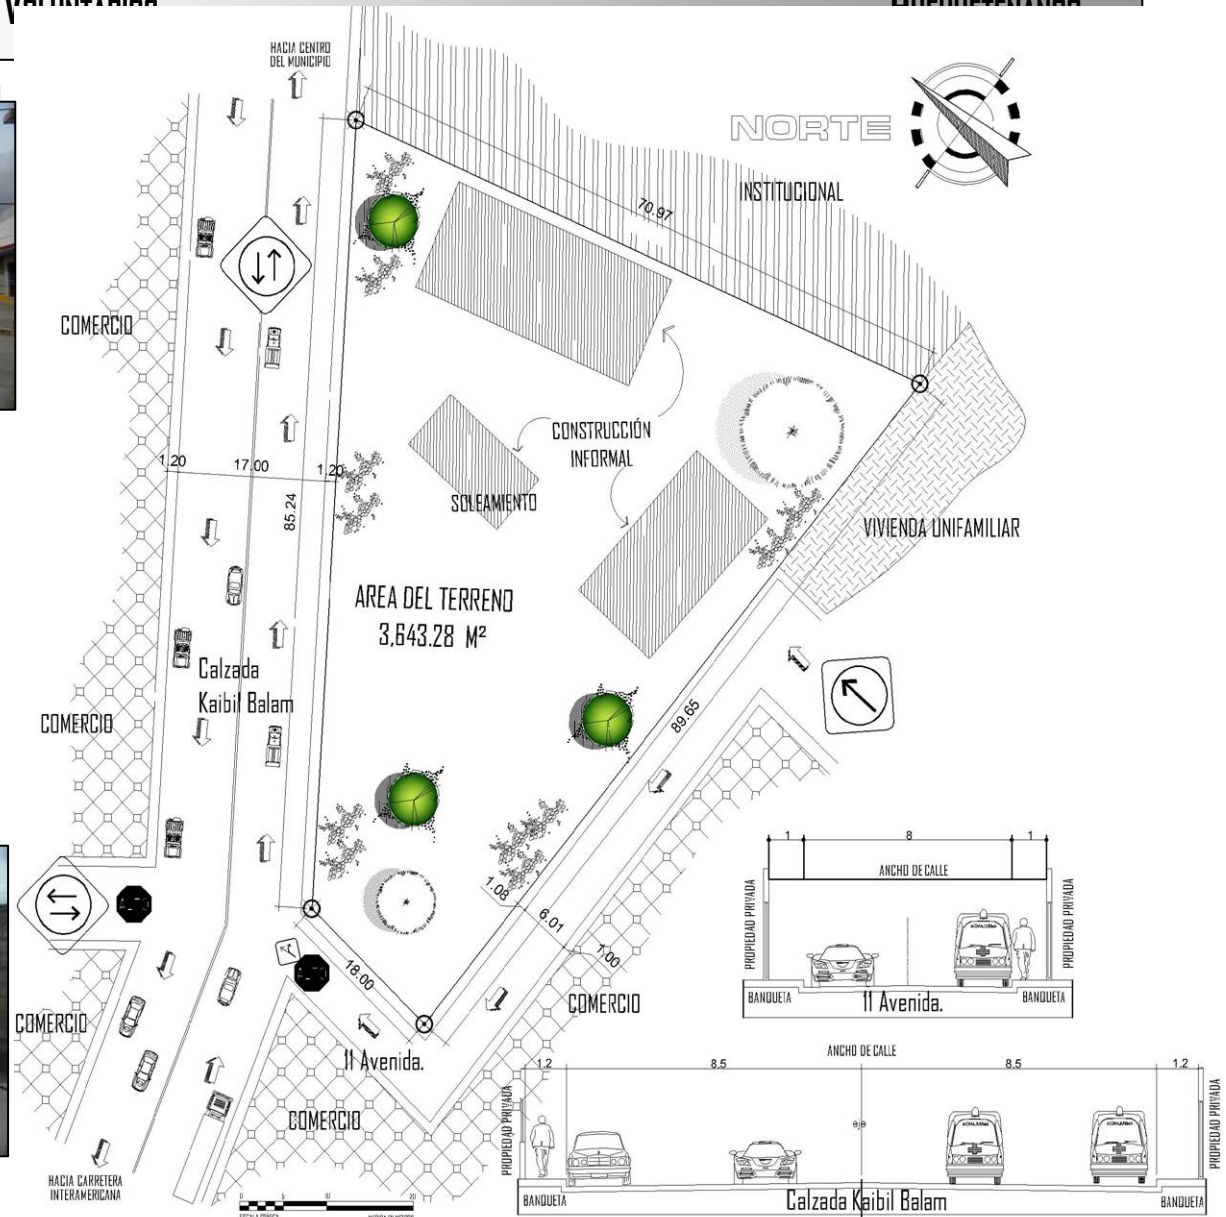 HACIA CENTRO
DEL MUNICIPIO
NORTE
INSTITUCIONAL
70.97
COMERCIO
CONSTRUCCIÓN
INFORMAL
1.20
17.00
1.20
85.24
SOLEAMIENTO
VIVIENDA UNIFAMILIAR
AREA DEL TERRENO
3,643.28 M²
Calzada
Kaibil Balam
COMERCIO
89.65
1
8
1
ANCHO DE CALLE
PROPIEDAD PRIVADA
PROPIEDAD PRIVADA
BANQUETA
11 Avenida.
BANQUETA
1.08
6.01
1.00
18.00
COMERCIO
COMERCIO
11 Avenida.
COMERCIO
ANCHO DE CALLE
1.2
8.5
8.5
1.2
PROPIEDAD PRIVADA
PROPIEDAD PRIVADA
BANQUETA
Calzada Kaibil Balam
BANQUETA
HACIA CARRETERA
INTERAMERICANA
0
5
10
20